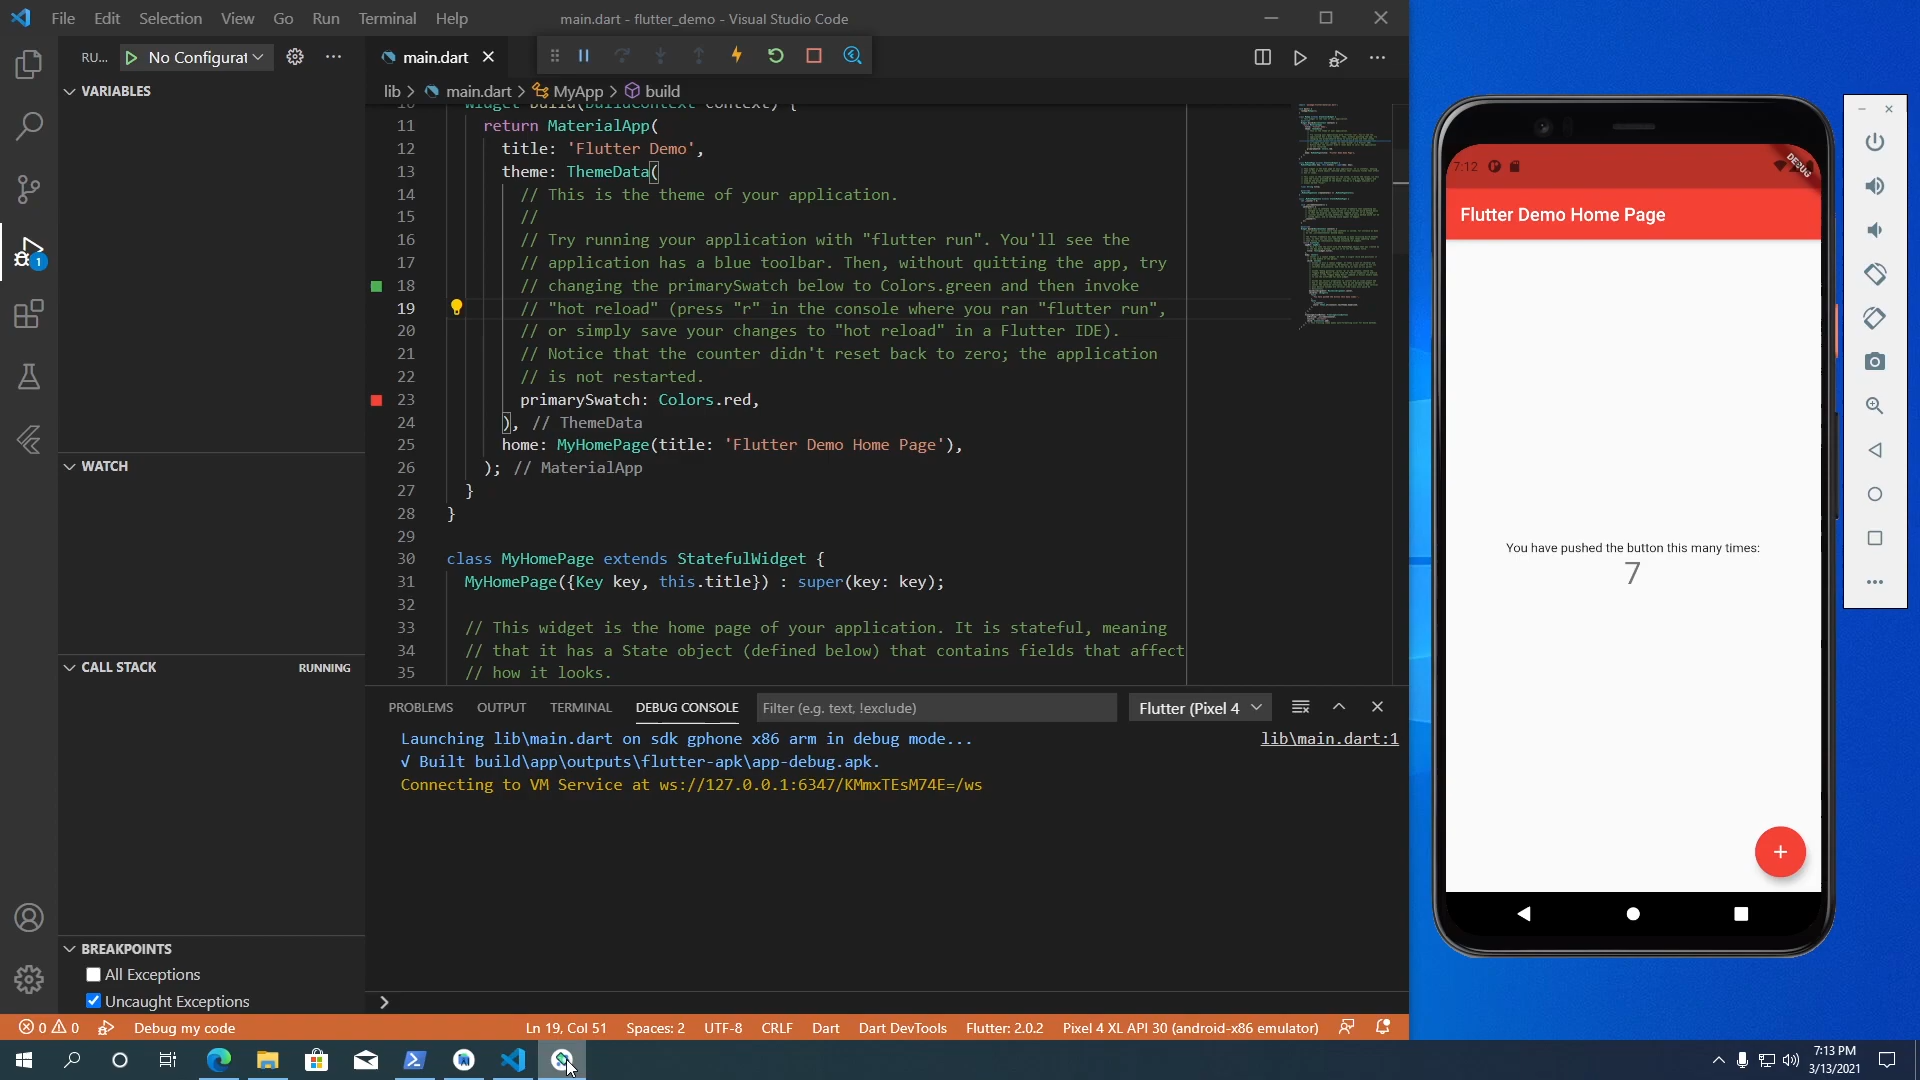 File Edit Selection View Go Run Terminal Help
main.dart - flutter_demo - Visual Studio Code
RU... No Configurat
VARIABLES
WATCH
CALL STACK RUNNING
BREAKPOINTS
All Exceptions
Uncaught Exceptions
1
main.dart
lib > main.dart > MyApp > build
10 Widget build(BuildContext context) {
11 return MaterialApp(
12 title: 'Flutter Demo',
13 theme: ThemeData(
14 // This is the theme of your application.
15 //
16 // Try running your application with "flutter run". You'll see the
17 // application has a blue toolbar. Then, without quitting the app, try
18 // changing the primarySwatch below to Colors.green and then invoke
19 // "hot reload" (press "r" in the console where you ran "flutter run",
20 // or simply save your changes to "hot reload" in a Flutter IDE).
21 // Notice that the counter didn't reset back to zero; the application
22 // is not restarted.
23 primarySwatch: Colors.red,
24 ), // ThemeData
25 home: MyHomePage(title: 'Flutter Demo Home Page'),
26 ); // MaterialApp
27 }
28 }
29
30 class MyHomePage extends StatefulWidget {
31 MyHomePage({Key key, this.title}) : super(key: key);
32
33 // This widget is the home page of your application. It is stateful, meaning
34 // that it has a State object (defined below) that contains fields that affect
35 // how it looks.
PROBLEMS OUTPUT TERMINAL DEBUG CONSOLE Filter (e.g. text, !exclude) Flutter (Pixel 4
Launching lib\main.dart on sdk gphone x86 arm in debug mode... lib\main.dart:1
√ Built build\app\outputs\flutter-apk\app-debug.apk.
Connecting to VM Service at ws://127.0.0.1:6347/KMmxTEsM74E=/ws
0 0 Debug my code Ln 19, Col 51 Spaces: 2 UTF-8 CRLF Dart Dart DevTools Flutter: 2.0.2 Pixel 4 XL API 30 (android-x86 emulator)
7:12
DEBUG
Flutter Demo Home Page
You have pushed the button this many times:
7
+
7:13 PM
3/13/2021